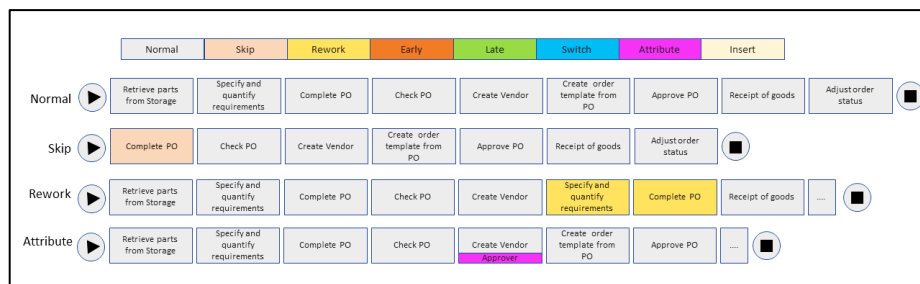 Normal Skip Rework Early Late Switch Attribute Insert
Normal
Retrieve parts
from Storage
Specify and
quantify
requirements
Complete PO
Check PO
Create Vendor
Create order
template from
PO
Approve PO
Receipt of goods
Adjust order
status
Skip
Complete PO
Check PO
Create Vendor
Create order
template from
PO
Approve PO
Receipt of goods
Adjust order
status
Rework
Retrieve parts
from Storage
Specify and
quantify
requirements
Complete PO
Check PO
Create Vendor
Specify and
quantify
requirements
Complete PO
Receipt of goods
....
Attribute
Retrieve parts
from Storage
Specify and
quantify
requirements
Complete PO
Check PO
Create Vendor
Approver
Create order
template from
PO
Approve PO
....